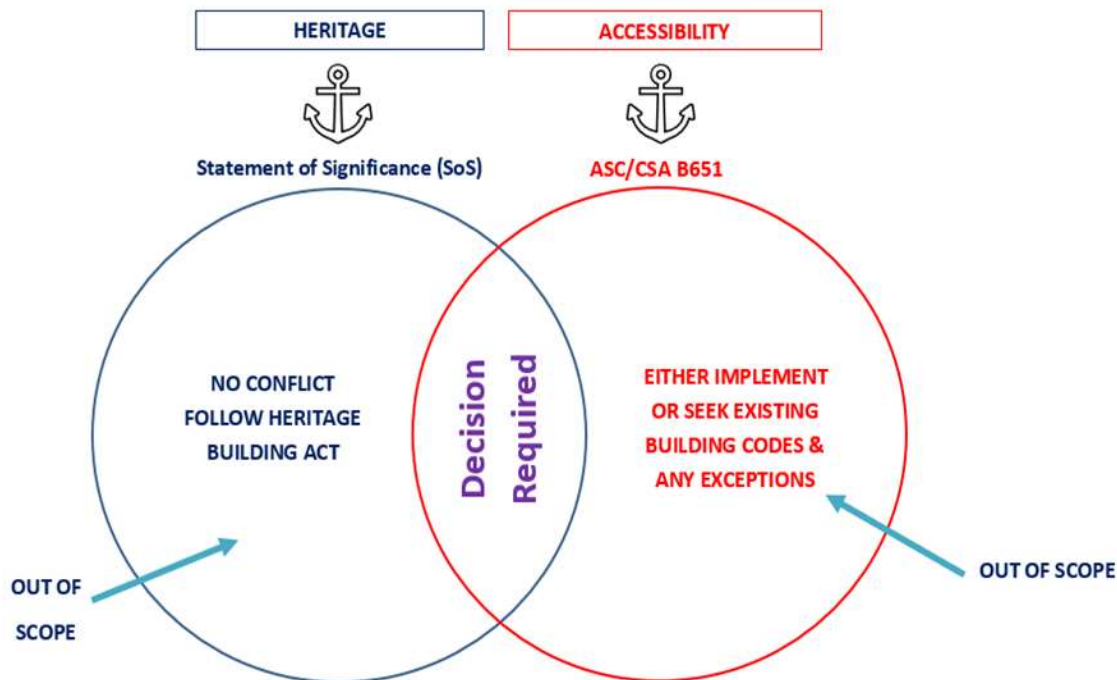 HERITAGE
ACCESSIBILITY
Statement of Significance (SoS)
ASC/CSA B651
NO CONFLICT
FOLLOW HERITAGE
BUILDING ACT
Decision
Required
EITHER IMPLEMENT
OR SEEK EXISTING
BUILDING CODES &
ANY EXCEPTIONS
OUT OF
SCOPE
OUT OF SCOPE